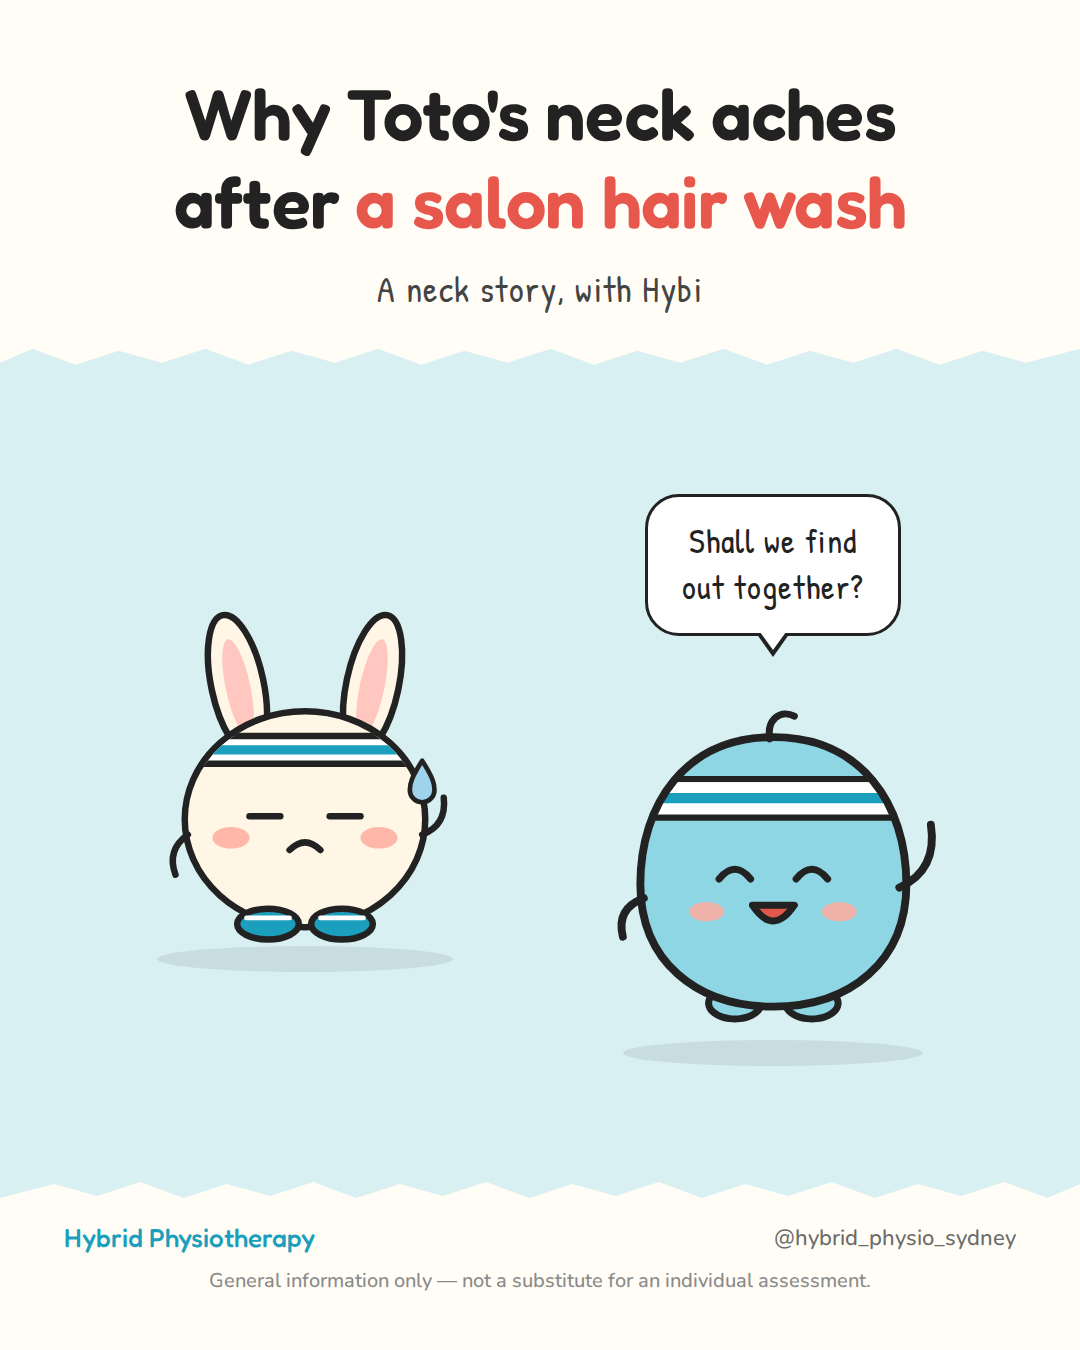 Why Toto's neck aches
after a salon hair wash
A neck story, with Hybi
Shall we find
out together?
Hybrid Physiotherapy
@hybrid_physio_sydney
General information only — not a substitute for an individual assessment.